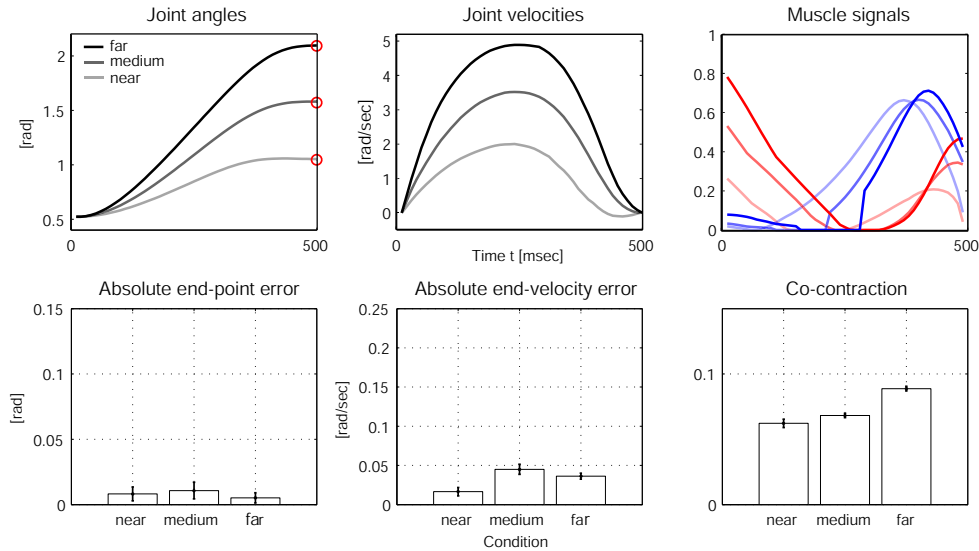 Joint angles
Joint velocities
Muscle signals
2
1.5
1
0.5
[rad]
far
medium
near
0
500
5
4
3
2
1
0
[rad/sec]
0
500
Time t [msec]
1
0.8
0.6
0.4
0.2
0
0
500
Absolute end-point error
Absolute end-velocity error
Co-contraction
0.15
0.1
0.05
0
[rad]
near medium far
0.25
0.2
0.15
0.1
0.05
0
[rad/sec]
near medium far
Condition
0.1
0
near medium far